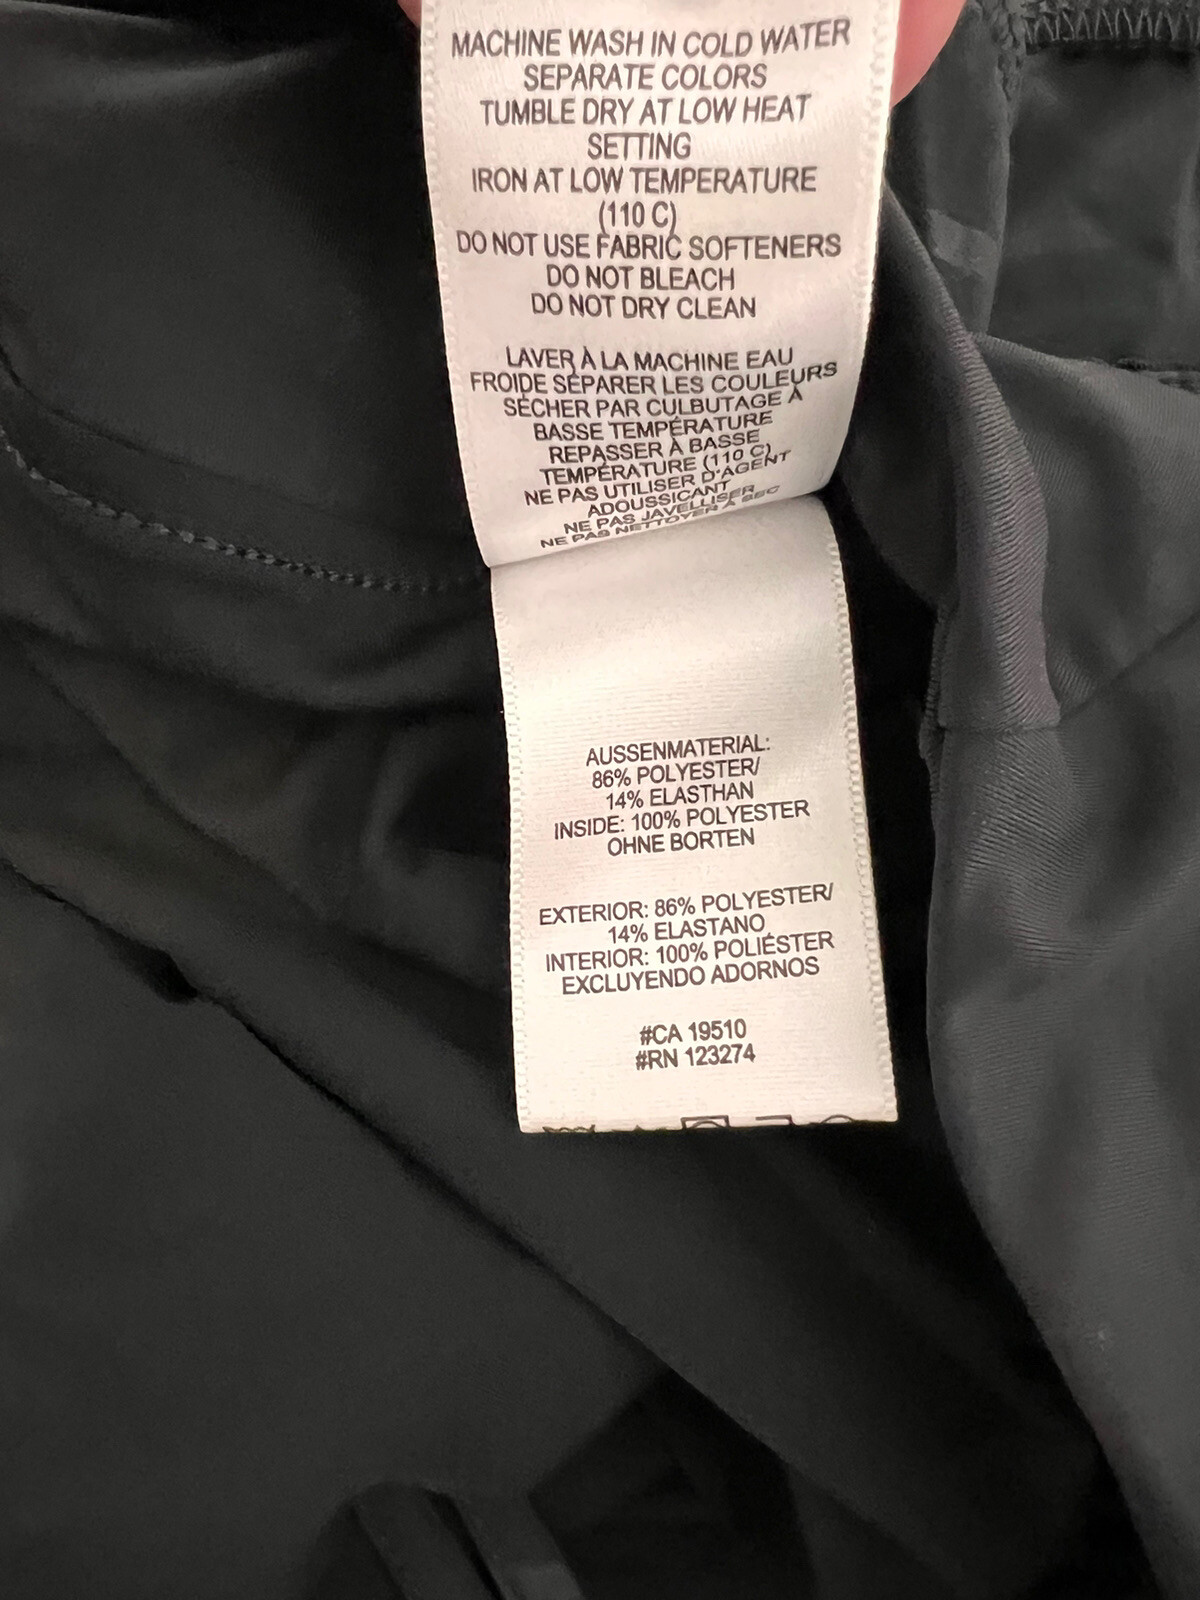 MACHINE WASH IN COLD WATER
SEPARATE COLORS
TUMBLE DRY AT LOW HEAT
SETTING
IRON AT LOW TEMPERATURE
(110 C)
DO NOT USE FABRIC SOFTENERS
DO NOT BLEACH
DO NOT DRY CLEAN
LAVER À LA MACHINE EAU
FROIDE SÉPARER LES COULEURS
SÉCHER PAR CULBUTAGE À
BASSE TEMPÉRATURE
REPASSER À BASSE
TEMPÉRATURE (110 C)
NE PAS UTILISER D'AGENT
ADOUSSICANT
NE PAS JAVELLISER
NE PAS NETTOYER A SEC
AUSSENMATERIAL:
86% POLYESTER/
14% ELASTHAN
INSIDE: 100% POLYESTER
OHNE BORTEN
EXTERIOR: 86% POLYESTER/
14% ELASTANO
INTERIOR: 100% POLIÉSTER
EXCLUYENDO ADORNOS
#CA 19510
#RN 123274